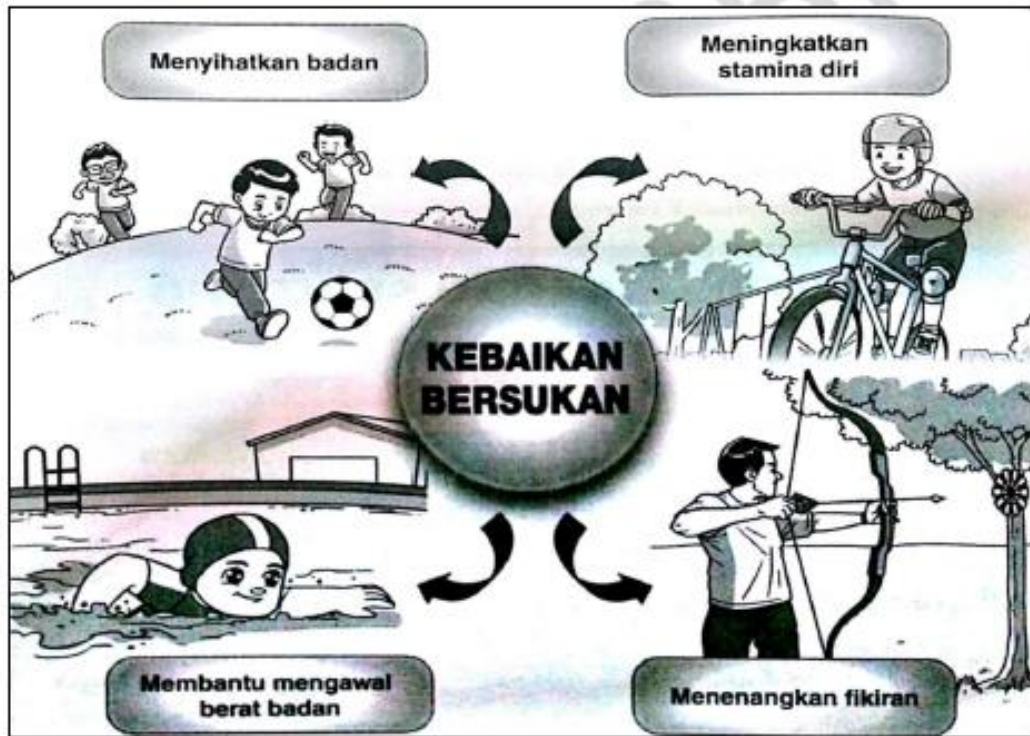 Menyihatkan badan
Meningkatkan
stamina diri
KEBAIKAN
BERSUKAN
Membantu mengawal
berat badan
Menenangkan fikiran